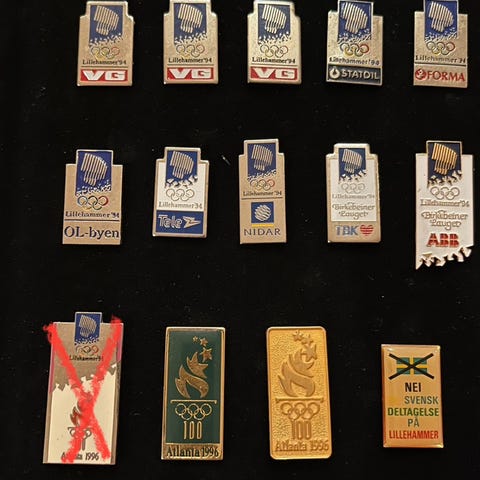 Lillehammer '94
VG
Lillehammer '94
VG
Lillehammer '94
VG
Lillehammer '94
STATOIL
Lillehammer '94
FORMA
Lillehammer '94
OL-byen
Lillehammer '94
Tele
Lillehammer '94
NIDAR
Lillehammer '94
Birkebeiner
Lauget
TBK
Lillehammer '94
Birkebeiner
Lauget
ABB
Lillehammer '94
Atlanta 1996
100
Atlanta 1996
100
Atlanta 1996
NEI
SVENSK
DELTAGELSE
PÅ
LILLEHAMMER